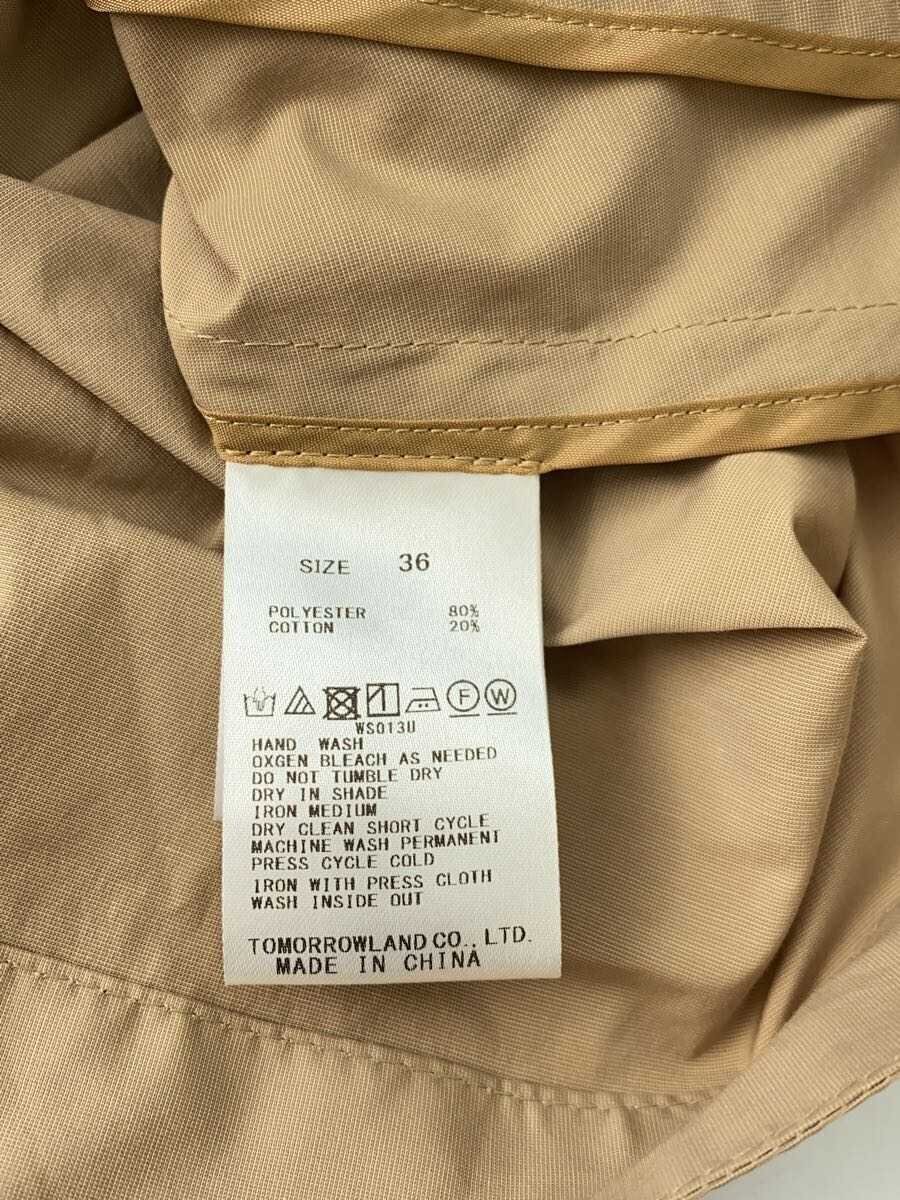 SIZE 36
POLYESTER 80%
COTTON 20%
F W
WS013U
HAND WASH
OXGEN BLEACH AS NEEDED
DO NOT TUMBLE DRY
DRY IN SHADE
IRON MEDIUM
DRY CLEAN SHORT CYCLE
MACHINE WASH PERMANENT
PRESS CYCLE COLD
IRON WITH PRESS CLOTH
WASH INSIDE OUT
TOMORROWLAND CO., LTD.
MADE IN CHINA